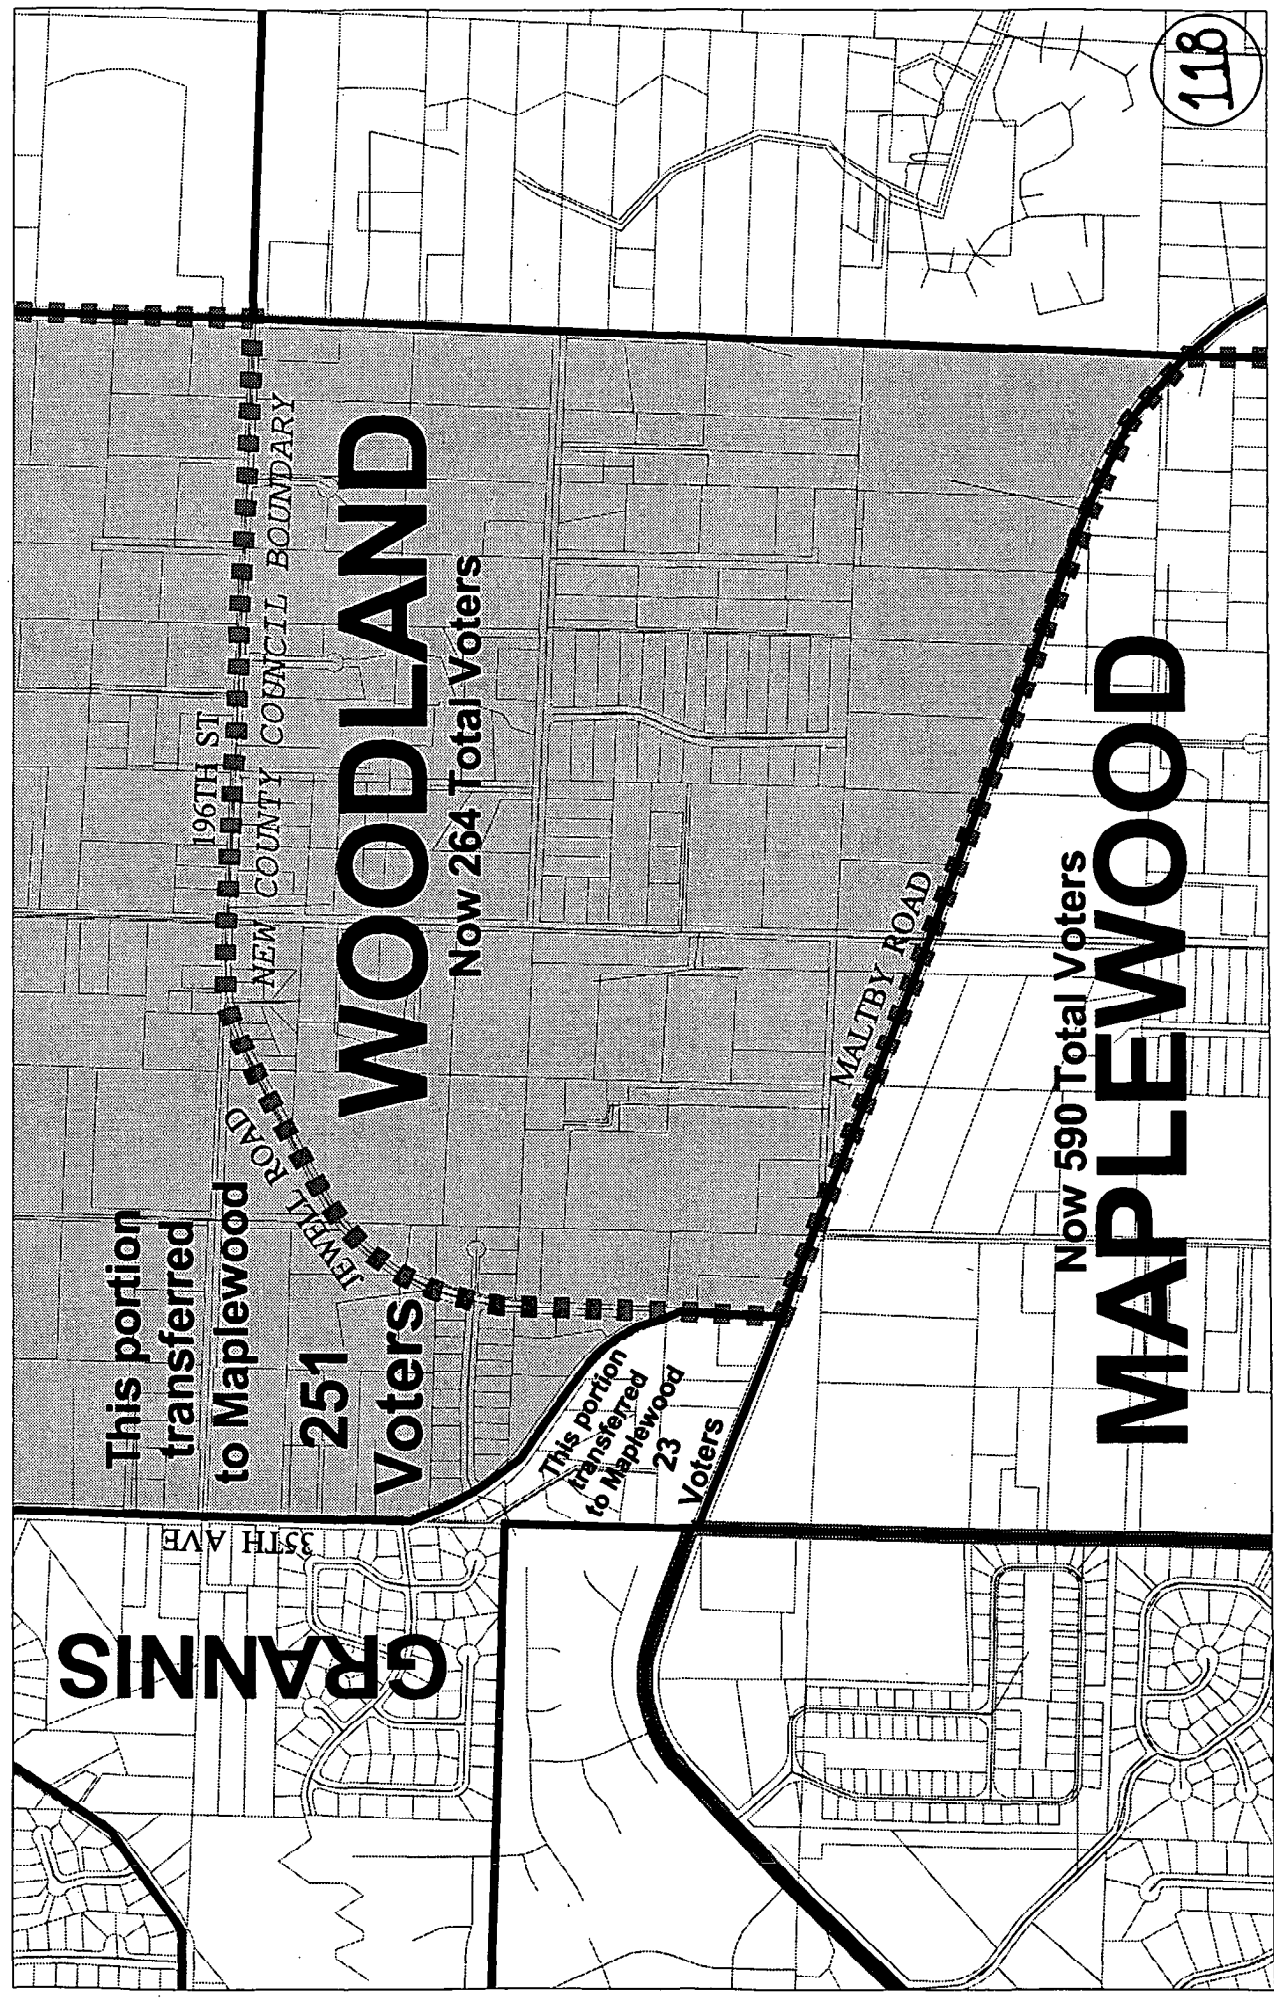 118
196TH ST
NEW COUNTY COUNCIL BOUNDARY
WOODLAND
Now 264 Total Voters
JEWELL ROAD
This portion
transferred
to Maplewood
251
Voters
MALTBY ROAD
Now 590 Total Voters
MAPLEWOOD
This portion
transferred
to Maplewood
23
Voters
35TH AVE
GRANNIS